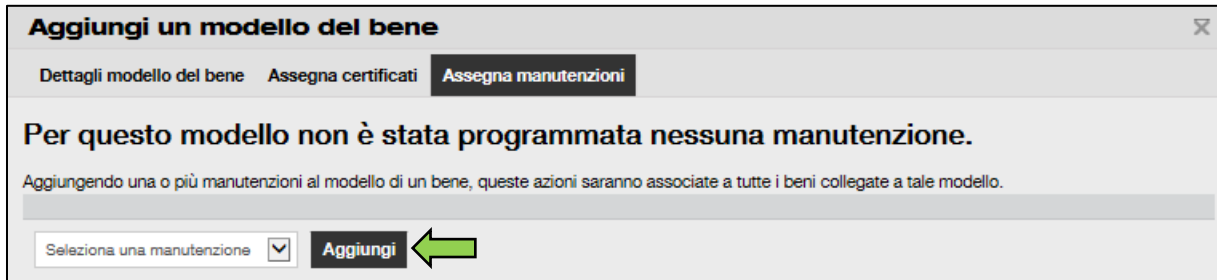 Aggiungi un modello del bene
Dettagli modello del bene Assegna certificati Assegna manutenzioni
Per questo modello non è stata programmata nessuna manutenzione.
Aggiungendo una o più manutenzioni al modello di un bene, queste azioni saranno associate a tutte i beni collegate a tale modello.
Seleziona una manutenzione Aggiungi